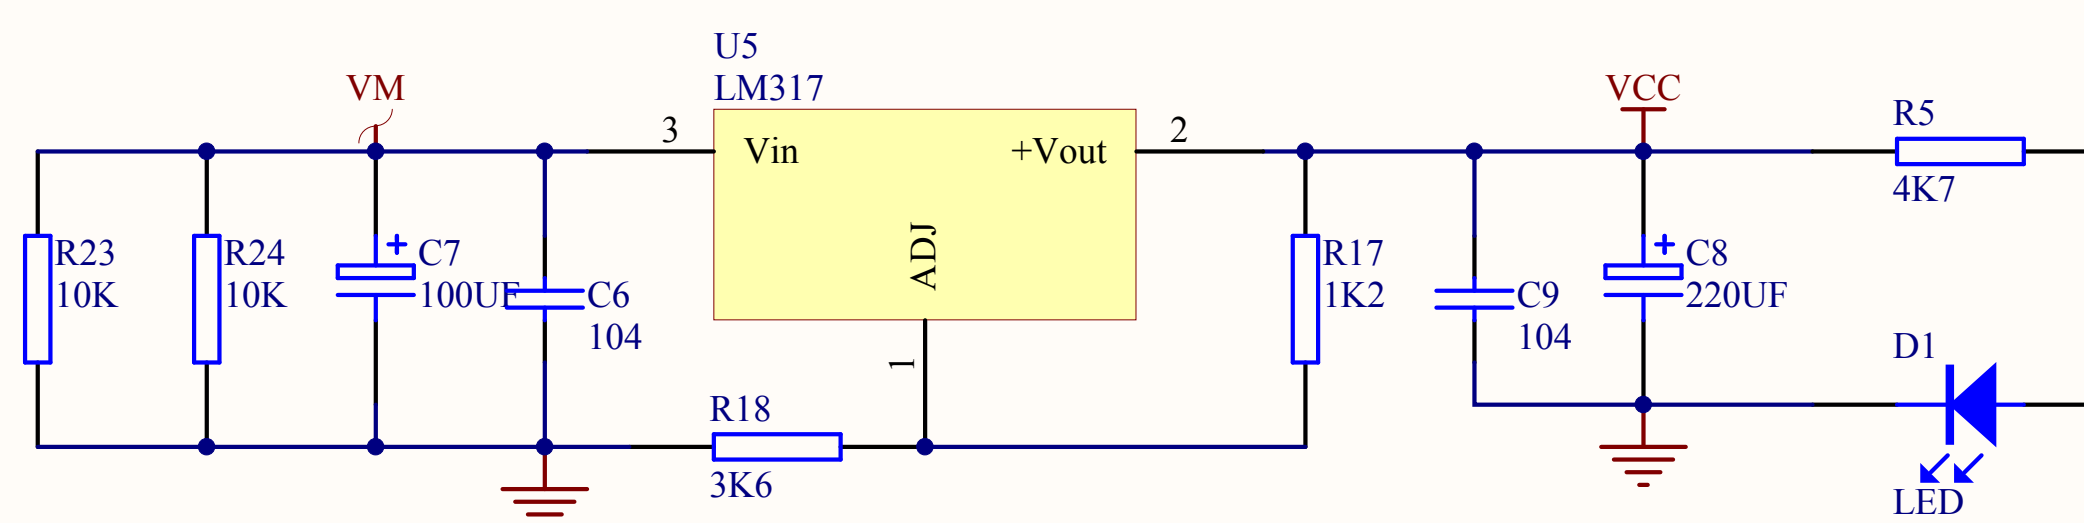 U5
LM317
VM
VCC
R5
3
2
Vin
+Vout
4K7
ADJ
R23
10K
R24
10K
C7
100UF
C6
104
R17
1K2
C9
104
C8
220UF
1
D1
R18
3K6
LED